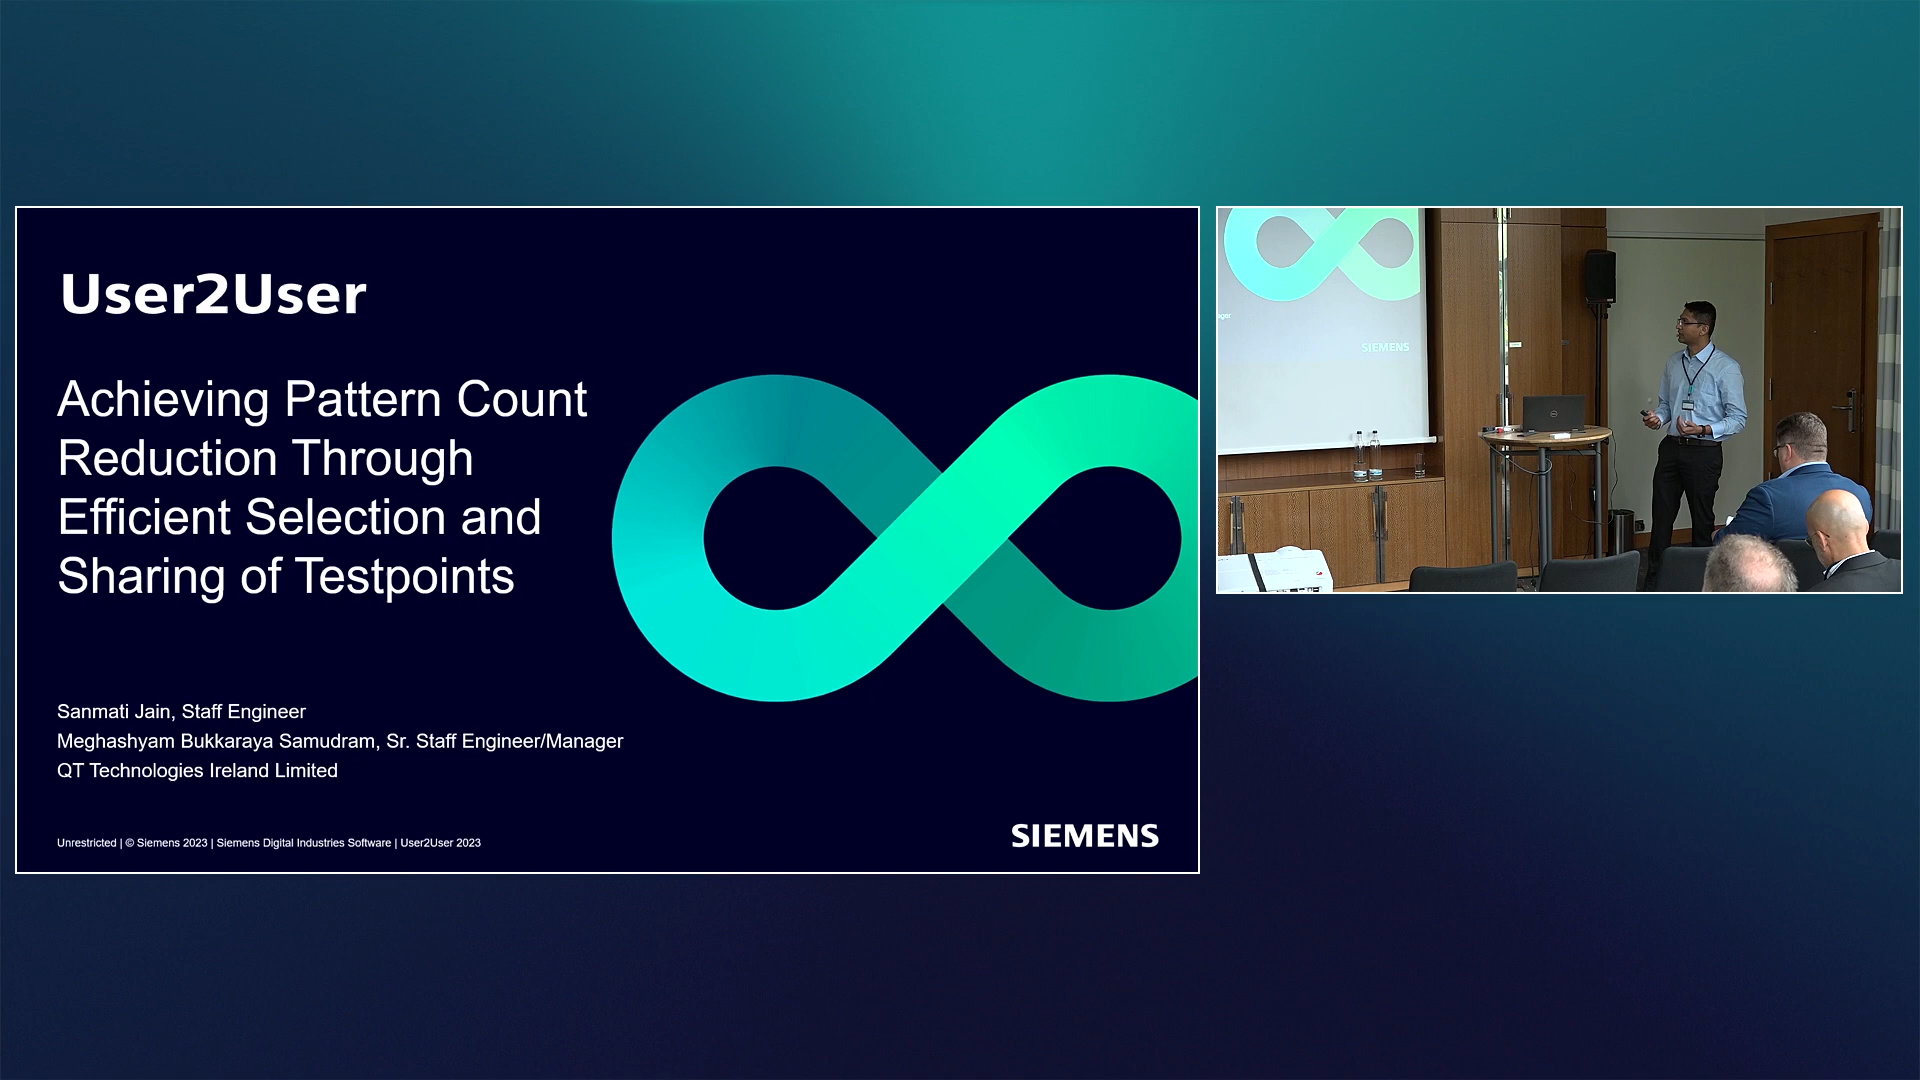 User2User
Achieving Pattern Count
Reduction Through
Efficient Selection and
Sharing of Testpoints
Sanmati Jain, Staff Engineer
Meghashyam Bukkaraya Samudram, Sr. Staff Engineer/Manager
QT Technologies Ireland Limited
Unrestricted | © Siemens 2023 | Siemens Digital Industries Software | User2User 2023
SIEMENS
SIEMENS